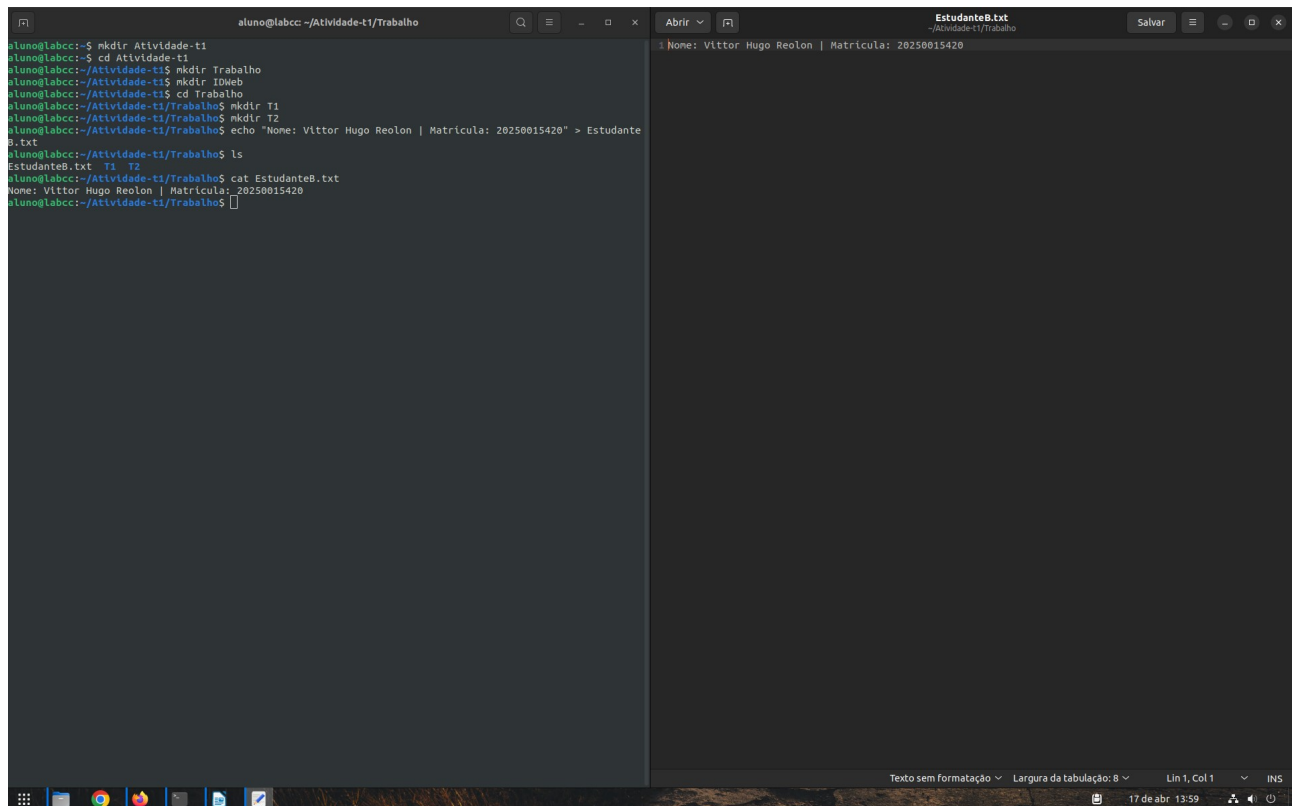 aluno@labcc: ~/Atividade-t1/Trabalho
aluno@labcc:~$ mkdir Atividade-t1
aluno@labcc:~$ cd Atividade-t1
aluno@labcc:~/Atividade-t1$ mkdir Trabalho
aluno@labcc:~/Atividade-t1$ mkdir IDWeb
aluno@labcc:~/Atividade-t1$ cd Trabalho
aluno@labcc:~/Atividade-t1/Trabalho$ mkdir T1
aluno@labcc:~/Atividade-t1/Trabalho$ mkdir T2
aluno@labcc:~/Atividade-t1/Trabalho$ echo "Nome: Vittor Hugo Reolon | Matricula: 20250015420" > Estudante
B.txt
aluno@labcc:~/Atividade-t1/Trabalho$ ls
EstudanteB.txt T1 T2
aluno@labcc:~/Atividade-t1/Trabalho$ cat EstudanteB.txt
Nome: Vittor Hugo Reolon | Matricula: 20250015420
aluno@labcc:~/Atividade-t1/Trabalho$
Abrir
EstudanteB.txt
~/Atividade-t1/Trabalho
Salvar
1 Nome: Vittor Hugo Reolon | Matricula: 20250015420
Texto sem formatação Largura da tabulação: 8 Lin 1, Col 1 INS
17 de abr 13:59